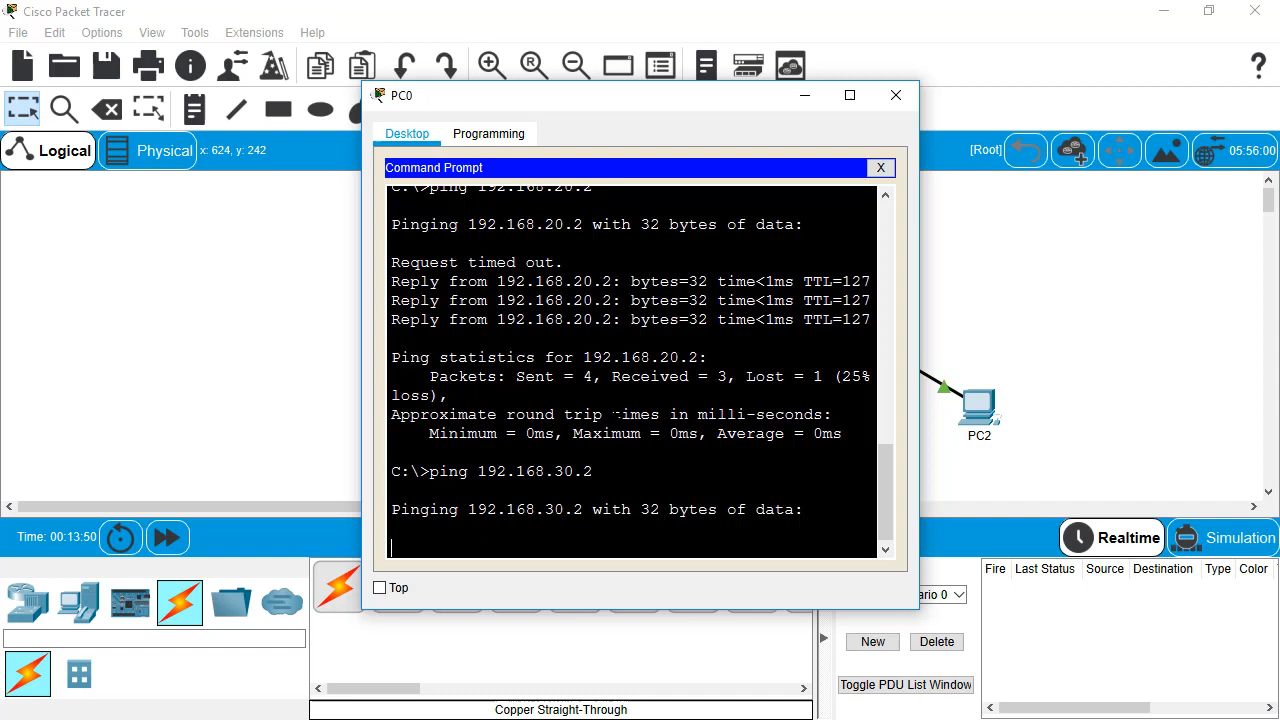 Cisco Packet Tracer
File Edit Options View Tools Extensions Help
PC0
Desktop Programming
Logical Physical x: 624, y: 242
[Root] 05:56:00
Command Prompt X
C:\>ping 192.168.20.2
Pinging 192.168.20.2 with 32 bytes of data:
Request timed out.
Reply from 192.168.20.2: bytes=32 time<1ms TTL=127
Reply from 192.168.20.2: bytes=32 time<1ms TTL=127
Reply from 192.168.20.2: bytes=32 time<1ms TTL=127
Ping statistics for 192.168.20.2:
Packets: Sent = 4, Received = 3, Lost = 1 (25%
loss),
Approximate round trip times in milli-seconds:
Minimum = 0ms, Maximum = 0ms, Average = 0ms
C:\>ping 192.168.30.2
Pinging 192.168.30.2 with 32 bytes of data:
PC2
Time: 00:13:50
Realtime Simulation
Top
Fire Last Status Source Destination Type Color
ario 0
New Delete
Toggle PDU List Window
Copper Straight-Through